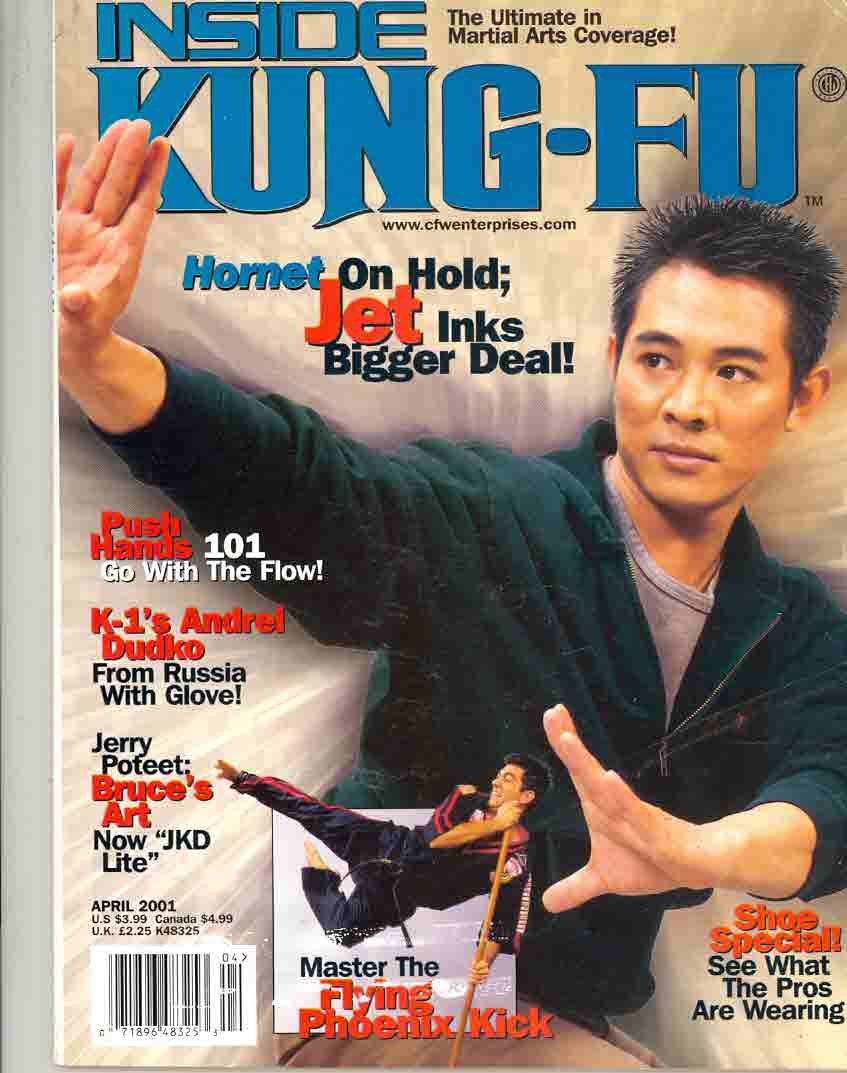 INSIDE
The Ultimate in
Martial Arts Coverage!
KUNG-FU
TM
www.cfwenterprises.com
Hornet On Hold;
Jet Inks
Bigger Deal!
Push
Hands 101
Go With The Flow!
K-1's Andrei
Dudko
From Russia
With Glove!
Jerry
Poteet:
Bruce's
Art
Now "JKD
Lite"
APRIL 2001
U.S $3.99 Canada $4.99
U.K. £2.25 K48325
04>
0 71896 48325 3
Master The
Flying
Phoenix Kick
Shoe
Special!
See What
The Pros
Are Wearing